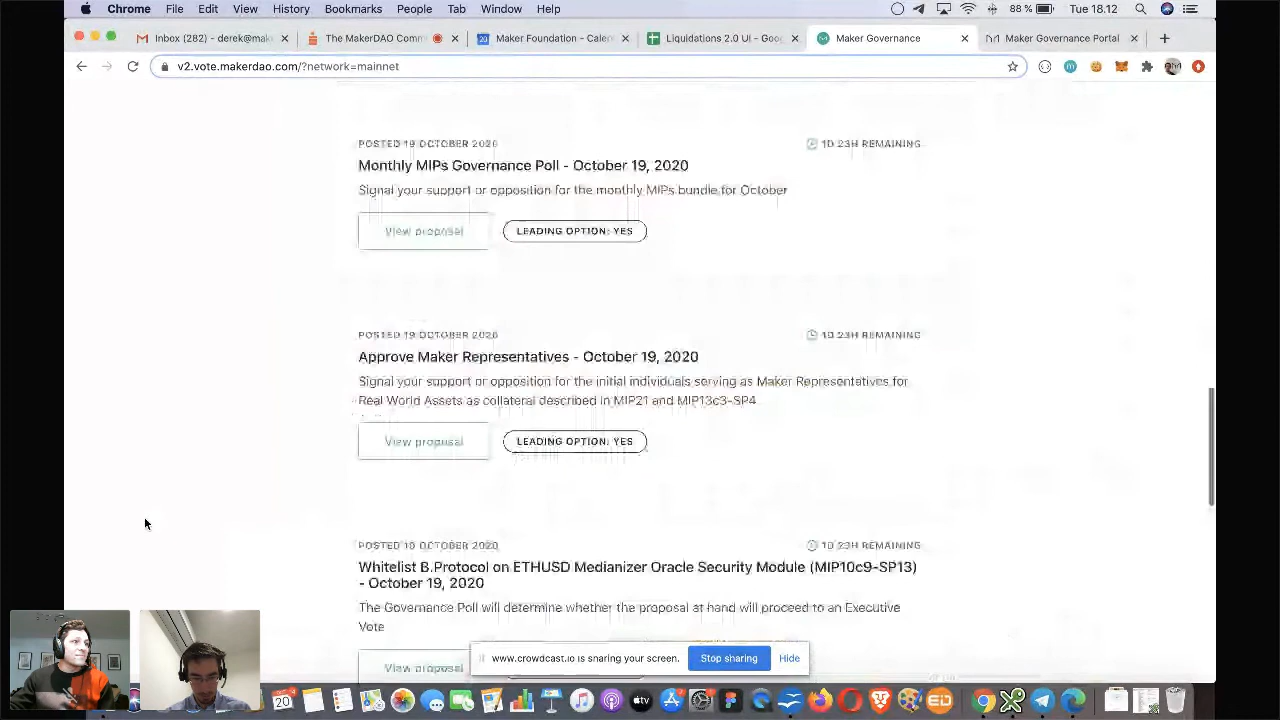 Chrome File Edit View History Bookmarks People Tab Window Help 88 % Tue 18.12
Inbox (282) - derek@mak The MakerDAO Comm Maker Foundation - Calen Liquidations 2.0 UI - Goog Maker Governance Maker Governance Portal
v2.vote.makerdao.com/?network=mainnet
POSTED 19 OCTOBER 2020 1D 23H REMAINING
Monthly MIPs Governance Poll - October 19, 2020
Signal your support or opposition for the monthly MIPs bundle for October
View proposal LEADING OPTION: YES
POSTED 19 OCTOBER 2020 1D 23H REMAINING
Approve Maker Representatives - October 19, 2020
Signal your support or opposition for the initial individuals serving as Maker Representatives for
Real World Assets as collateral described in MIP21 and MIP13c3-SP4
View proposal LEADING OPTION: YES
POSTED 19 OCTOBER 2020 1D 23H REMAINING
Whitelist B.Protocol on ETHUSD Medianizer Oracle Security Module (MIP10c9-SP13)
- October 19, 2020
The Governance Poll will determine whether the proposal at hand will proceed to an Executive
Vote
View proposal
www.crowdcast.io is sharing your screen. Stop sharing Hide
20
tv